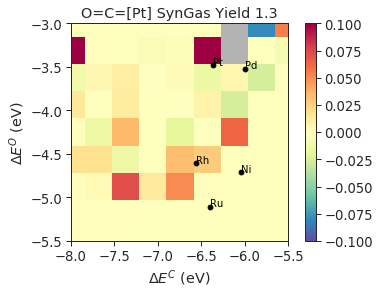 O=C=[Pt] SynGas Yield 1.3
−3.0
−3.5
−4.0
−4.5
−5.0
−5.5
ΔE^O (eV)
Pt
Pd
Rh
Ni
Ru
−8.0 −7.5 −7.0 −6.5 −6.0 −5.5
ΔE^C (eV)
0.100
0.075
0.050
0.025
0.000
−0.025
−0.050
−0.075
−0.100